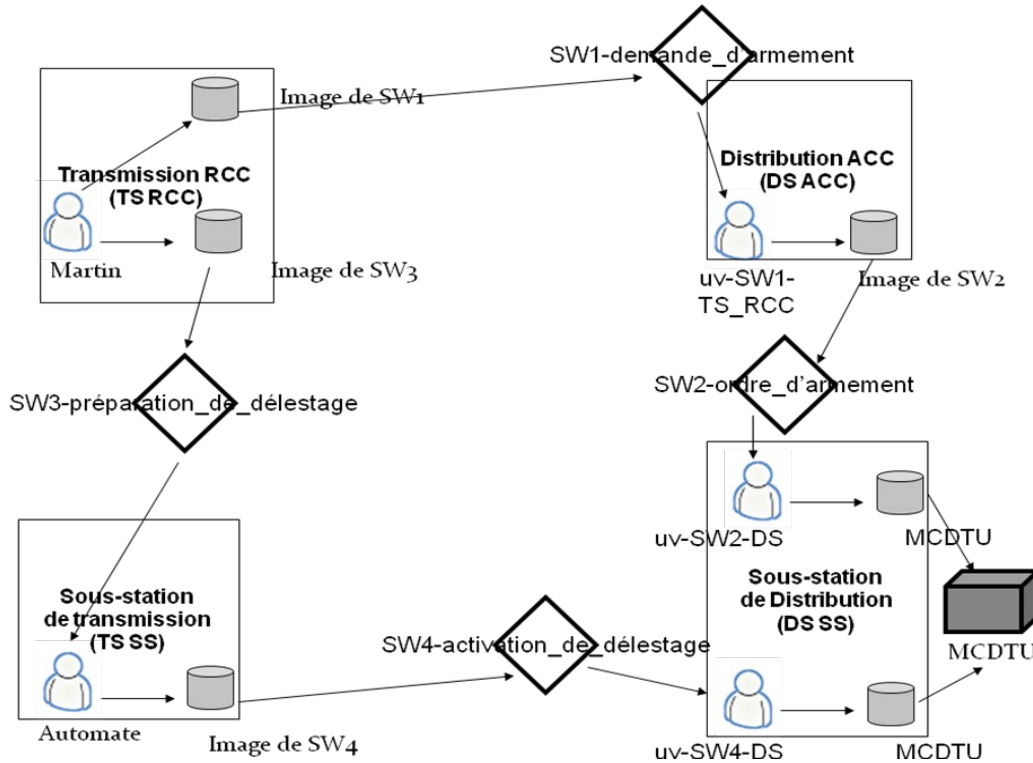 SW1-demande_d'armement
Image de SW1
Transmission RCC
(TS RCC)
Distribution ACC
(DS ACC)
Martin
Image de SW3
uv-SW1-
TS_RCC
Image de SW2
SW3-préparation_de_délestage
SW2-ordre_d'armement
uv-SW2-DS
MCDTU
Sous-station
de transmission
(TS SS)
Sous-station
de Distribution
(DS SS)
SW4-activation_de_délestage
MCDTU
Automate
Image de SW4
uv-SW4-DS
MCDTU